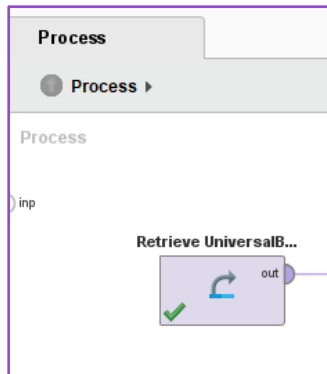 Process
Process
Process
inp
Retrieve UniversalB...
out